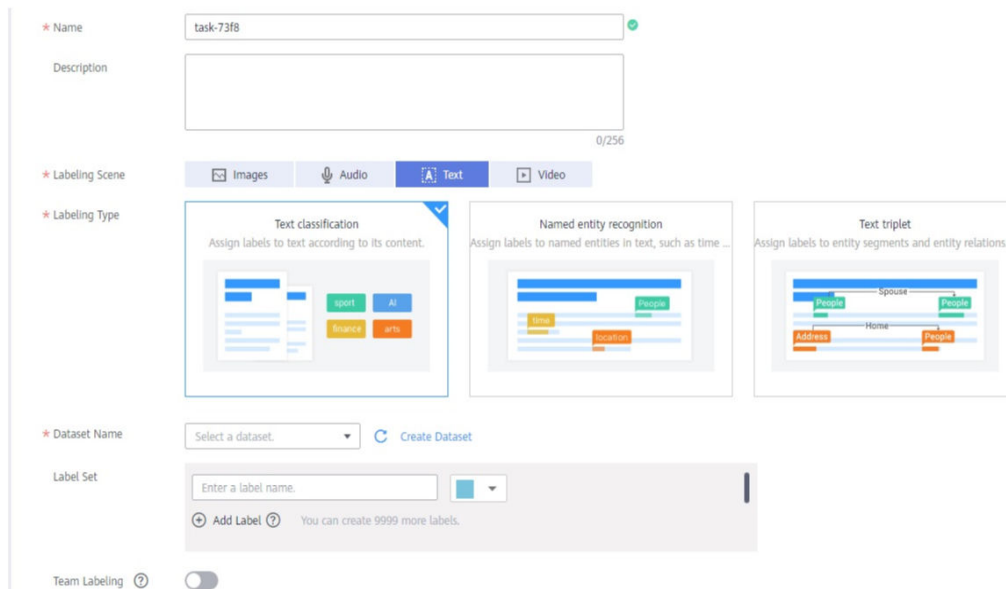 * Name
task-73f8
Description
0/256
* Labeling Scene
Images
Audio
A Text
Video
* Labeling Type
Text classification
Assign labels to text according to its content.
sport
AI
finance
arts
Named entity recognition
Assign labels to named entities in text, such as time ...
People
time
location
Text triplet
Assign labels to entity segments and entity relations
Spouse
People
People
Home
Address
People
* Dataset Name
Select a dataset.
Create Dataset
Label Set
Enter a label name.
Add Label ?
You can create 9999 more labels.
Team Labeling ?